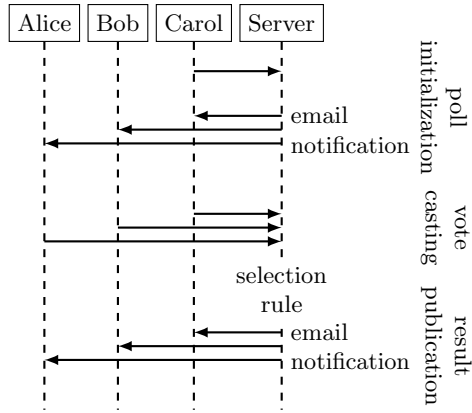 Alice Bob Carol Server
poll
initialization
email
notification
vote
casting
selection
rule
result
publication
email
notification